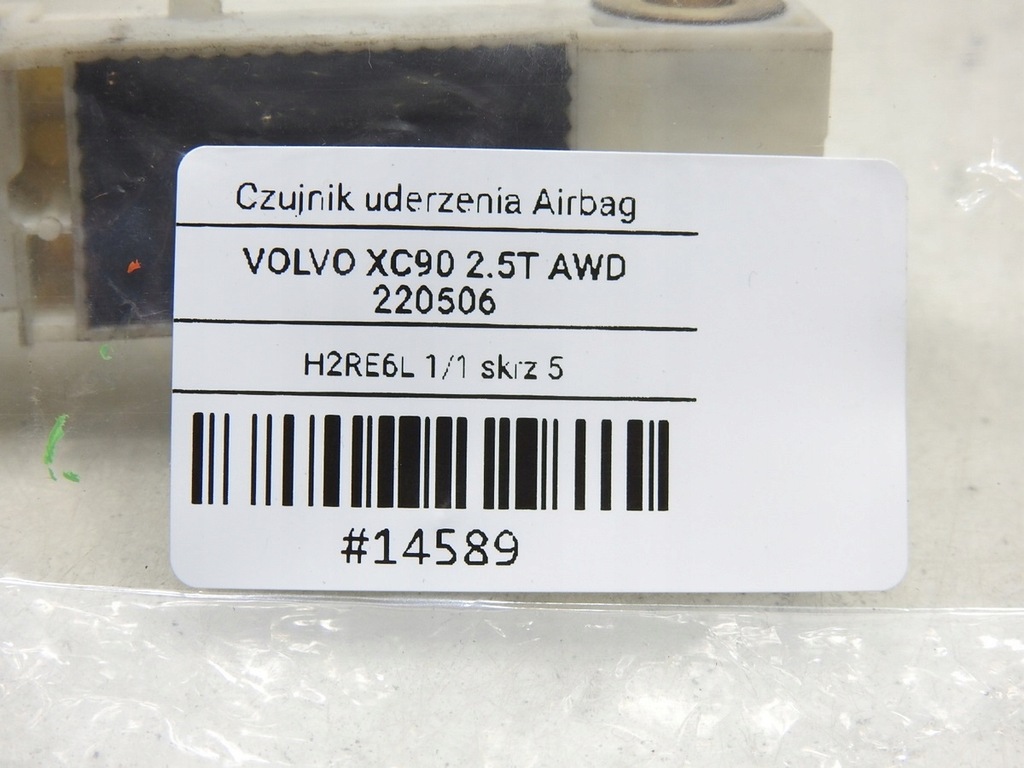 Czujnik uderzenia Airbag
VOLVO XC90 2.5T AWD
220506
H2RE6L 1/1 skrz 5
#14589